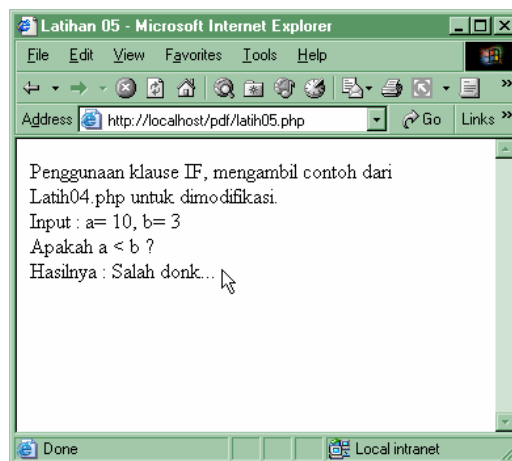 Latihan 05 - Microsoft Internet Explorer
File Edit View Favorites Tools Help
Address http://localhost/pdf/latih05.php Go Links »
Penggunaan klause IF, mengambil contoh dari
Latih04.php untuk dimodifikasi.
Input : a= 10, b= 3
Apakah a < b ?
Hasilnya : Salah donk...
Done Local intranet